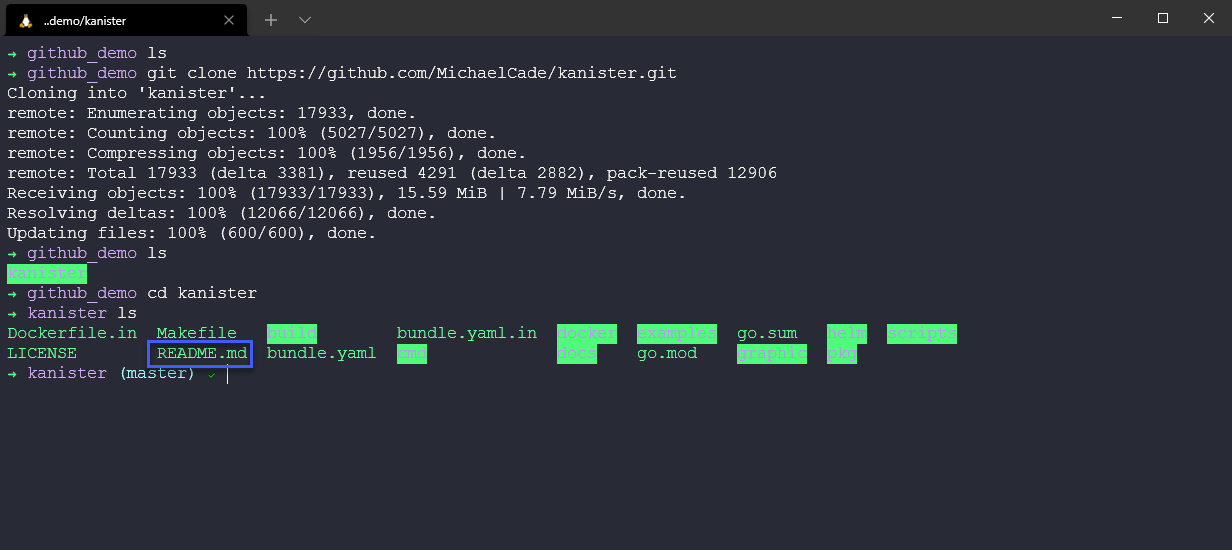 ..demo/kanister
→ github_demo ls
→ github_demo git clone https://github.com/MichaelCade/kanister.git
Cloning into 'kanister'...
remote: Enumerating objects: 17933, done.
remote: Counting objects: 100% (5027/5027), done.
remote: Compressing objects: 100% (1956/1956), done.
remote: Total 17933 (delta 3381), reused 4291 (delta 2882), pack-reused 12906
Receiving objects: 100% (17933/17933), 15.59 MiB | 7.79 MiB/s, done.
Resolving deltas: 100% (12066/12066), done.
Updating files: 100% (600/600), done.
→ github_demo ls
kanister
→ github_demo cd kanister
→ kanister ls
Dockerfile.in Makefile build bundle.yaml.in docker examples go.sum helm scripts
LICENSE README.md bundle.yaml cmd docs go.mod graphic pkg
→ kanister (master) ✓